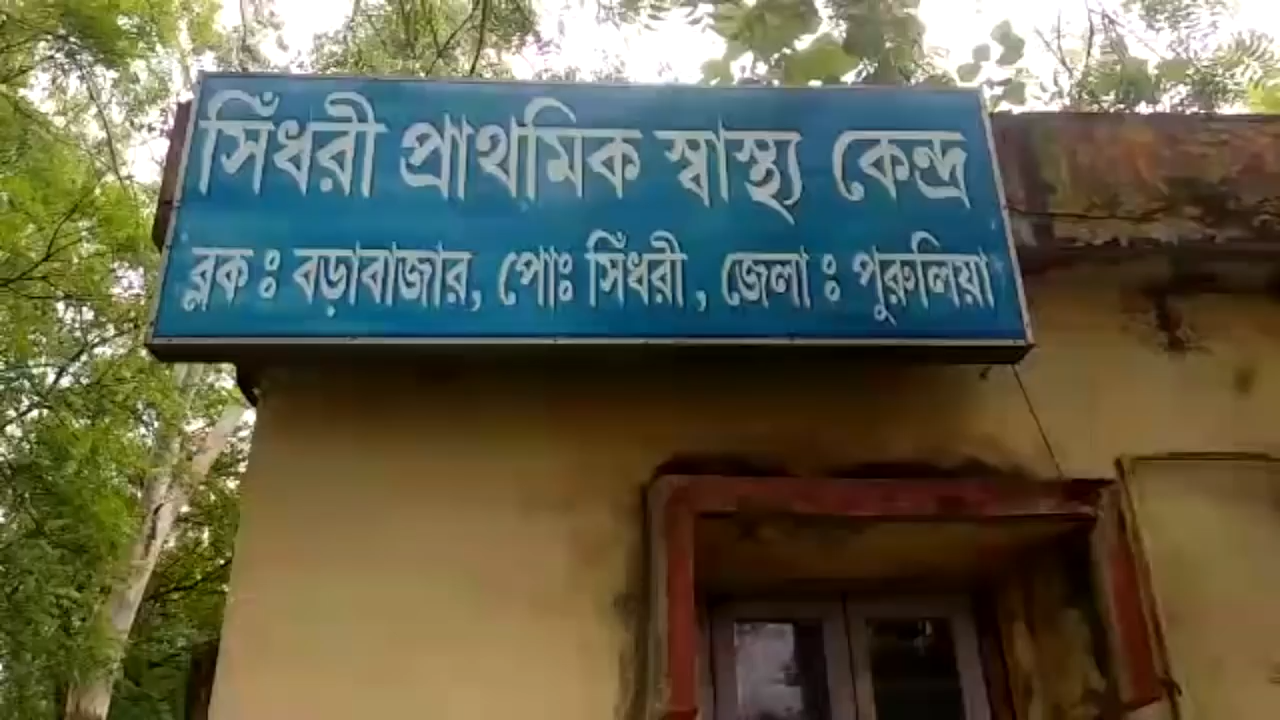 সিঁধরী প্রাথমিক স্বাস্থ্য কেন্দ্র
ব্লক : বড়াবাজার, পোঃ সিঁধরী, জেলা : পুরুলিয়া